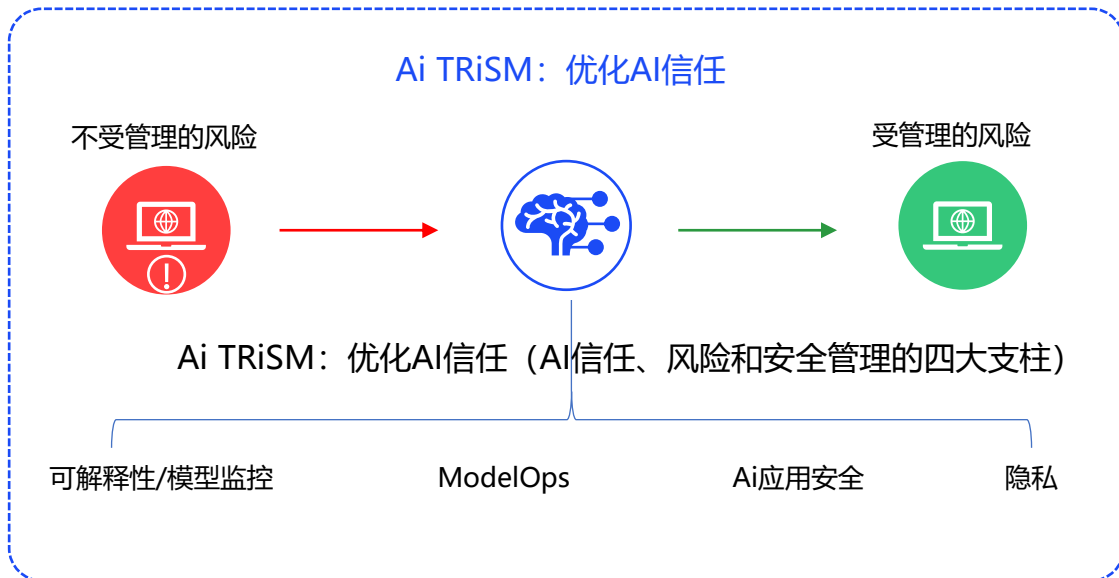 Ai TRiSM：优化AI信任
不受管理的风险
受管理的风险
Ai TRiSM：优化AI信任（AI信任、风险和安全管理的四大支柱）
可解释性/模型监控
ModelOps
Ai应用安全
隐私